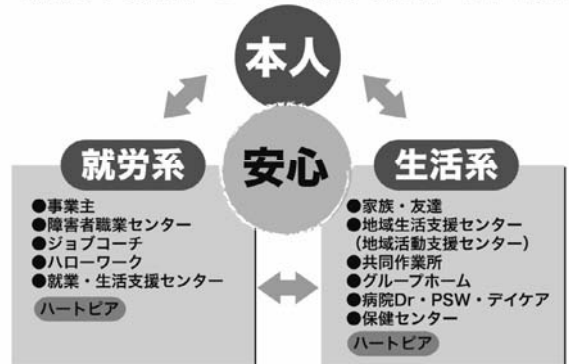 本人
安心
就労系
●事業主
●障害者職業センター
●ジョブコーチ
●ハローワーク
●就業・生活支援センター
ハートピア
生活系
●家族・友達
●地域生活支援センター
（地域活動支援センター）
●共同作業所
●グループホーム
●病院Dr・PSW・デイケア
●保健センター
ハートピア